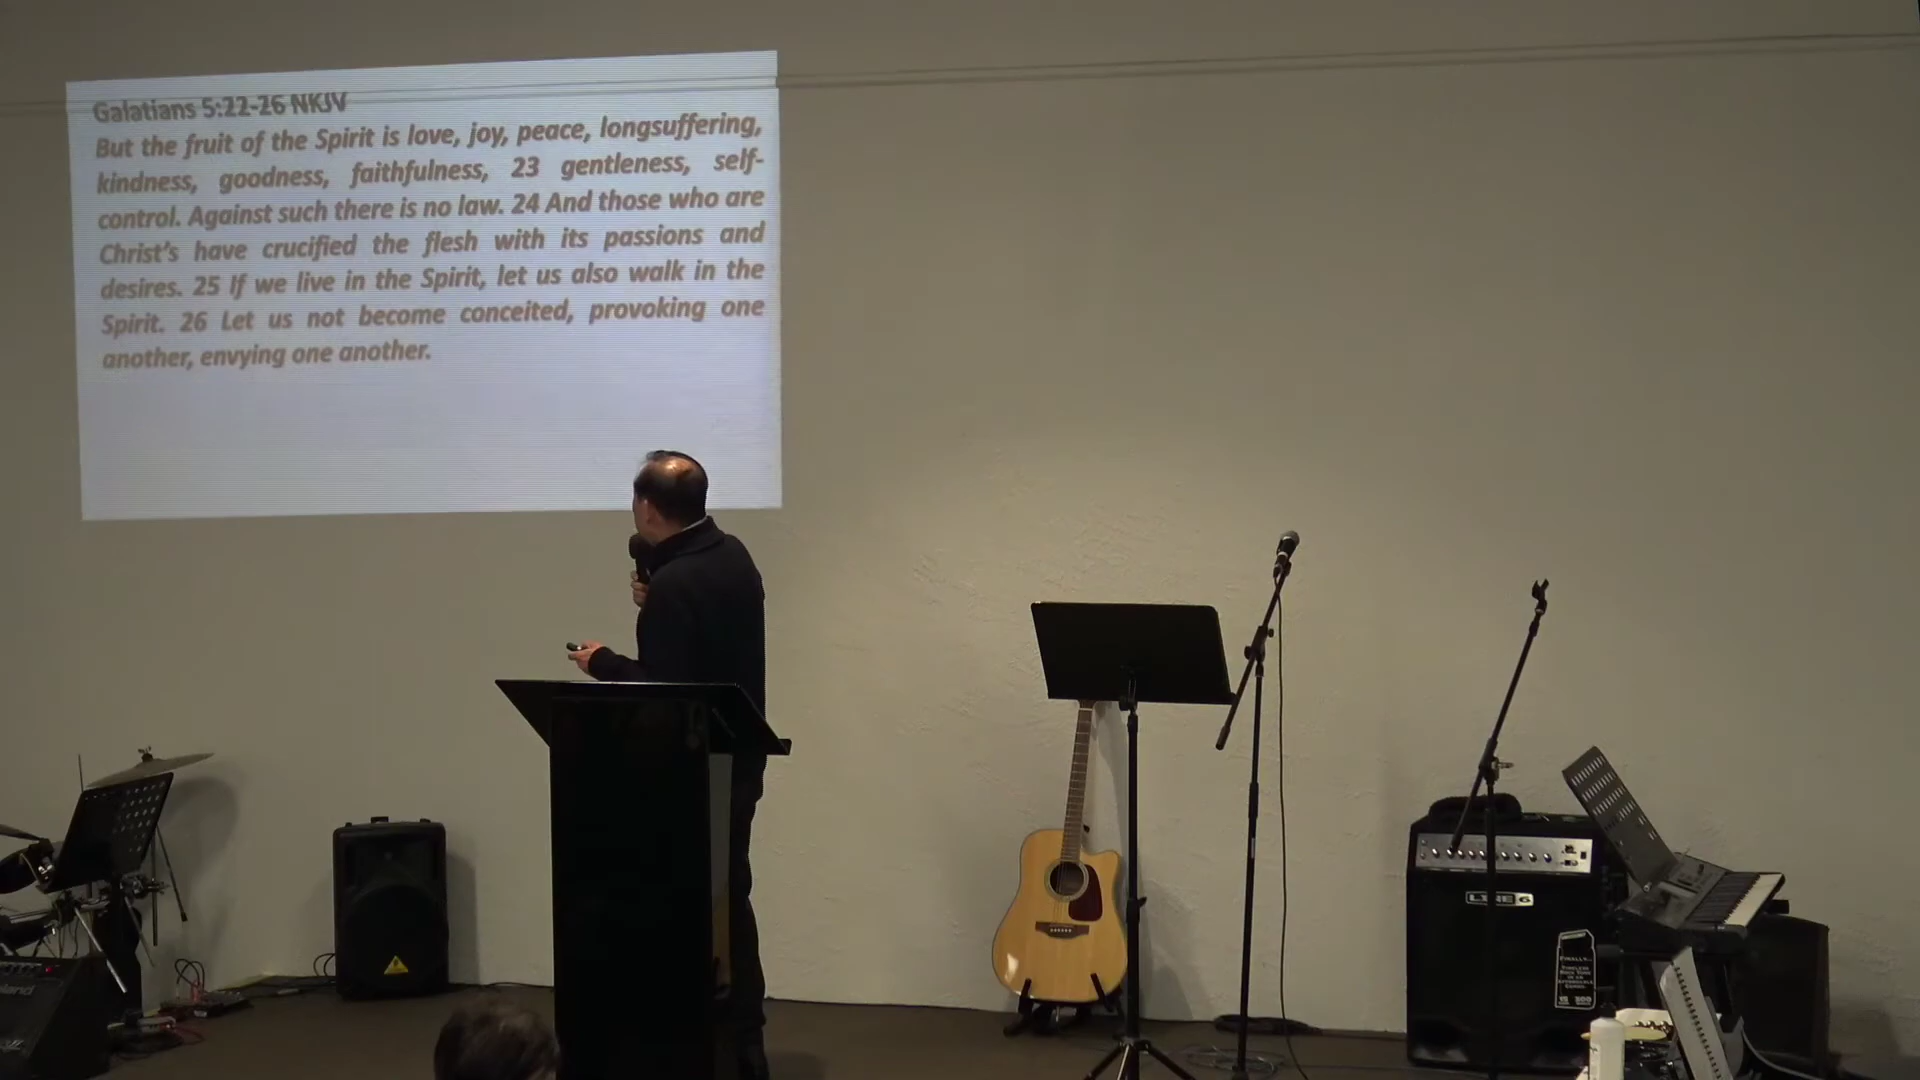 Galatians 5:22-26 NKJV
But the fruit of the Spirit is love, joy, peace, longsuffering,
kindness, goodness, faithfulness, 23 gentleness, self-
control. Against such there is no law. 24 And those who are
Christ's have crucified the flesh with its passions and
desires. 25 If we live in the Spirit, let us also walk in the
Spirit. 26 Let us not become conceited, provoking one
another, envying one another.
LINE 6
FINALLY...